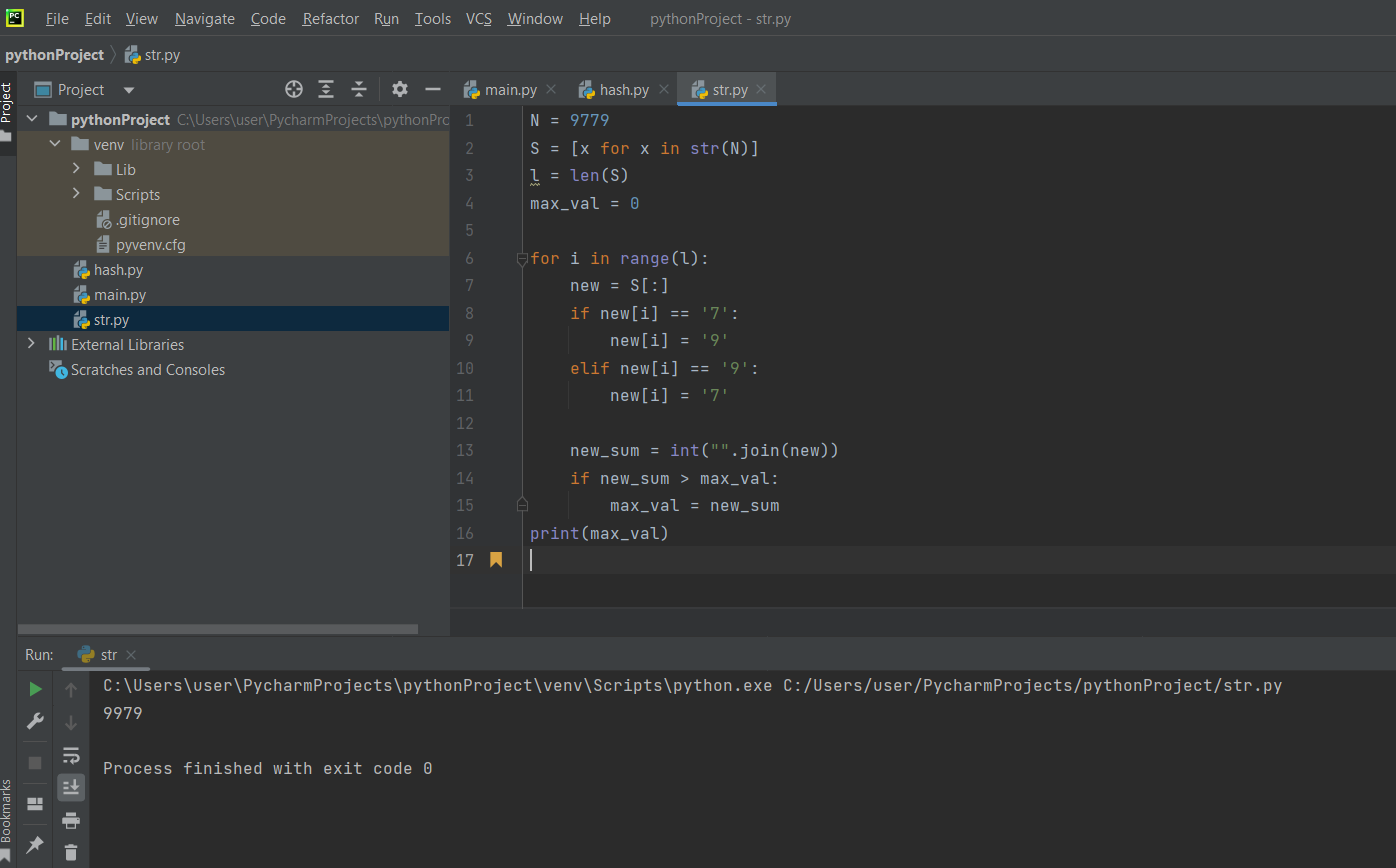 PC File Edit View Navigate Code Refactor Run Tools VCS Window Help pythonProject - str.py
pythonProject str.py
Project
Project
main.py
hash.py
str.py
pythonProject C:\Users\user\PycharmProjects\pythonPro
venv library root
Lib
Scripts
.gitignore
pyvenv.cfg
hash.py
main.py
str.py
External Libraries
Scratches and Consoles
1 N = 9779
2 S = [x for x in str(N)]
3 l = len(S)
4 max_val = 0
5
6 for i in range(l):
7 new = S[:]
8 if new[i] == '7':
9 new[i] = '9'
10 elif new[i] == '9':
11 new[i] = '7'
12
13 new_sum = int("".join(new))
14 if new_sum > max_val:
15 max_val = new_sum
16 print(max_val)
17
Run: str
C:\Users\user\PycharmProjects\pythonProject\venv\Scripts\python.exe C:/Users/user/PycharmProjects/pythonProject/str.py
9979
Process finished with exit code 0
Bookmarks